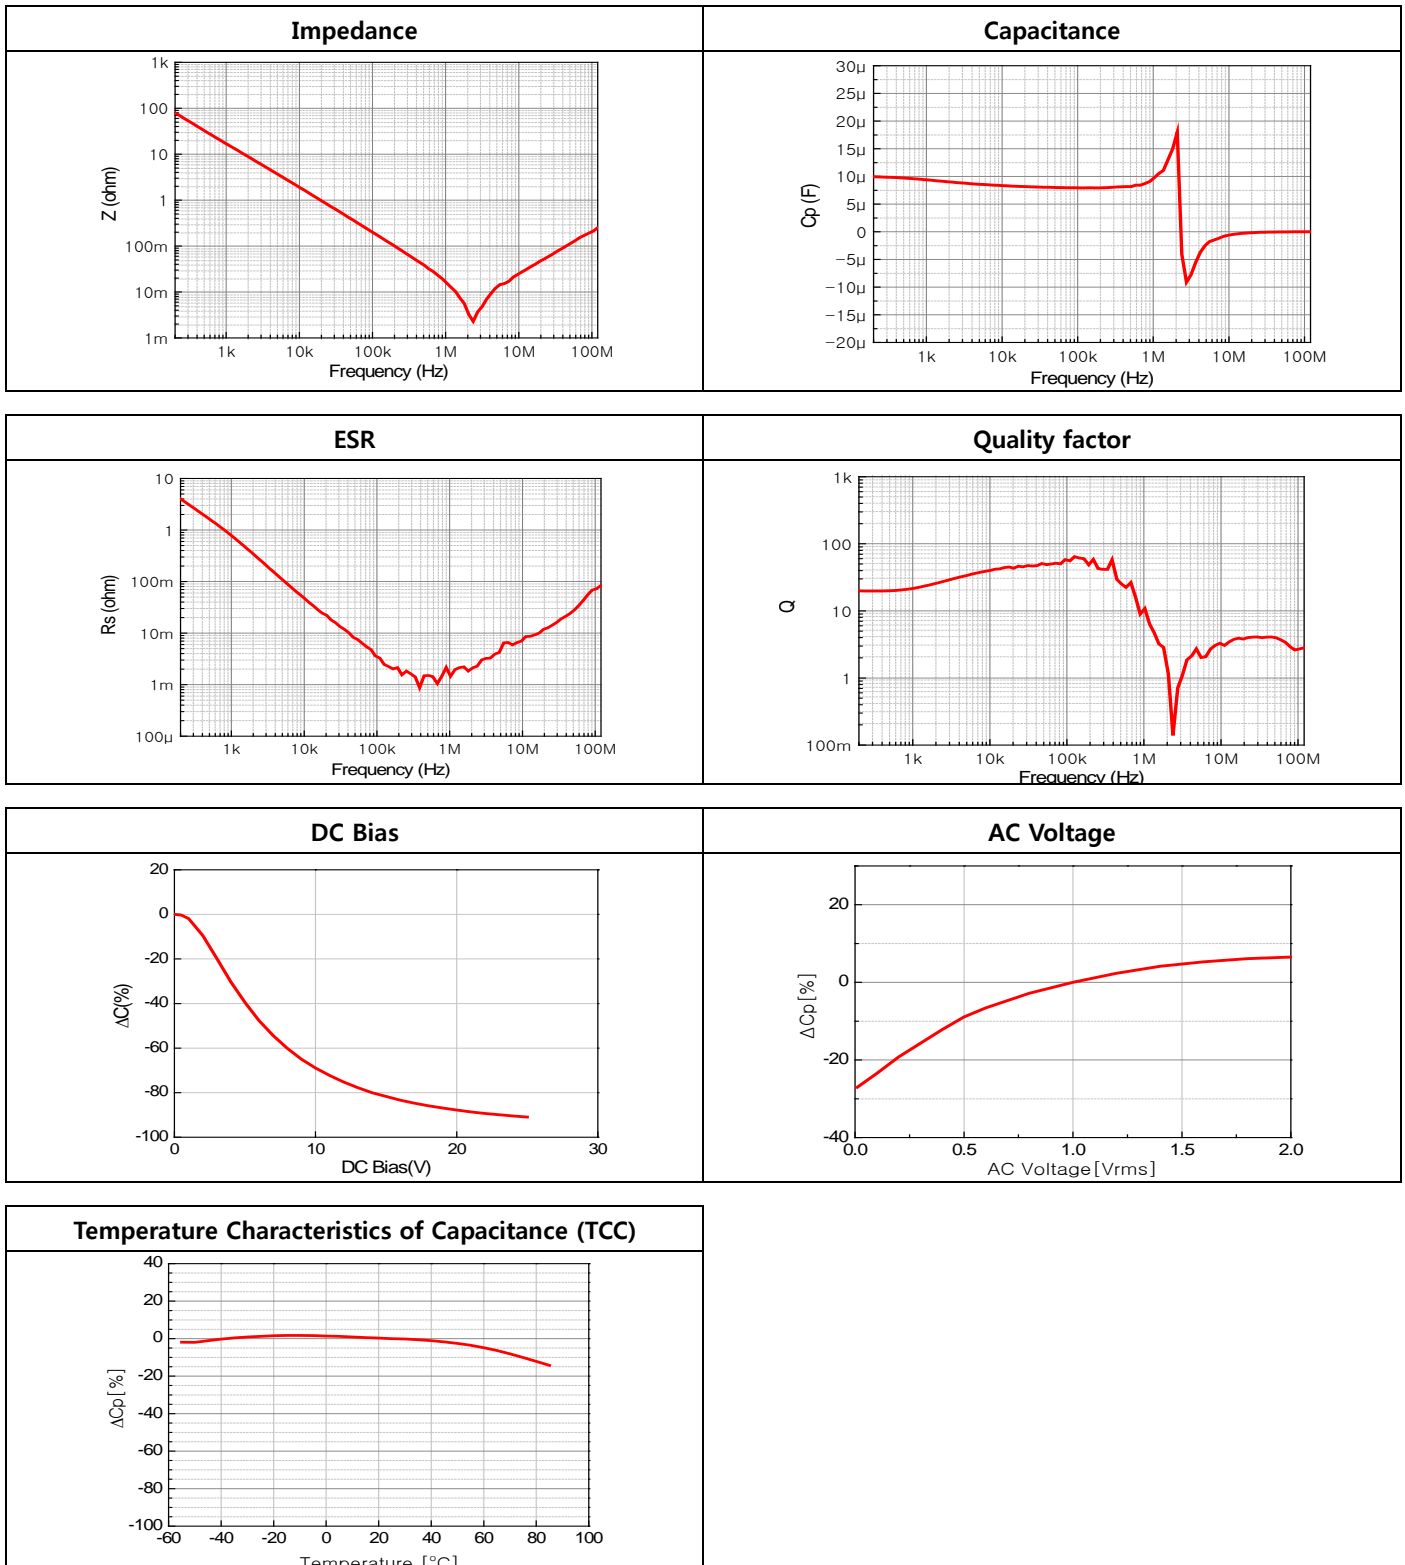 Impedance
1k
100
10
1
100m
10m
1m
Z (ohm)
1k 10k 100k 1M 10M 100M
Frequency (Hz)
Capacitance
30μ
25μ
20μ
15μ
10μ
5μ
0
−5μ
−10μ
−15μ
−20μ
Cp (F)
1k 10k 100k 1M 10M 100M
Frequency (Hz)
ESR
10
1
100m
10m
1m
100μ
Rs (ohm)
1k 10k 100k 1M 10M 100M
Frequency (Hz)
Quality factor
1k
100
10
1
100m
Q
1k 10k 100k 1M 10M 100M
Frequency (Hz)
DC Bias
20
0
-20
-40
-60
-80
-100
ΔC(%)
0 10 20 30
DC Bias(V)
AC Voltage
20
0
-20
-40
ΔCp[%]
0.0 0.5 1.0 1.5 2.0
AC Voltage[Vrms]
Temperature Characteristics of Capacitance (TCC)
40
20
0
-20
-40
-60
-80
-100
ΔCp[%]
-60 -40 -20 0 20 40 60 80 100
Temperature [°C]